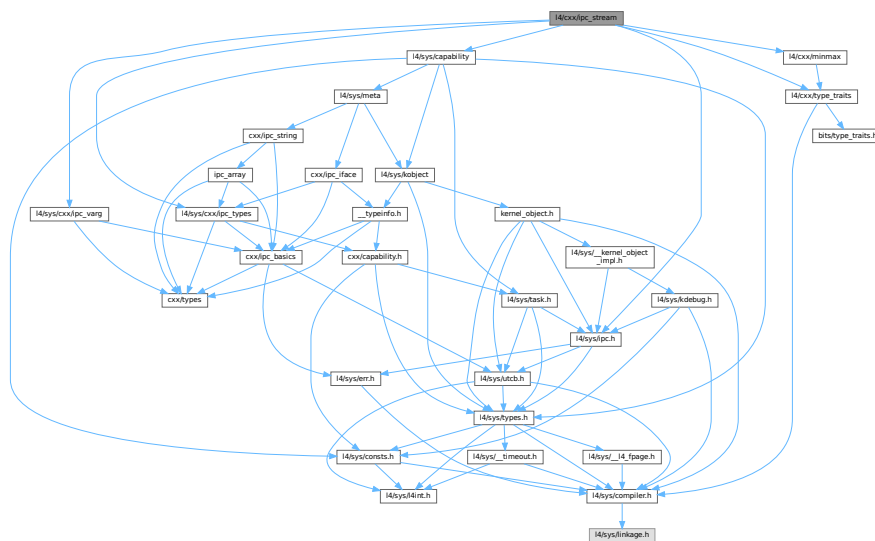 l4/cxx/ipc_stream
l4/sys/capability
l4/cxx/minmax
l4/sys/meta
l4/cxx/type_traits
cxx/ipc_string
bits/type_traits.h
ipc_array
cxx/ipc_iface
l4/sys/kobject
l4/sys/cxx/ipc_varg
l4/sys/cxx/ipc_types
__typeinfo.h
kernel_object.h
cxx/ipc_basics
cxx/capability.h
l4/sys/__kernel_object
_impl.h
cxx/types
l4/sys/task.h
l4/sys/kdebug.h
l4/sys/ipc.h
l4/sys/err.h
l4/sys/utcb.h
l4/sys/types.h
l4/sys/consts.h
l4/sys/__timeout.h
l4/sys/__l4_fpage.h
l4/sys/l4int.h
l4/sys/compiler.h
l4/sys/linkage.h